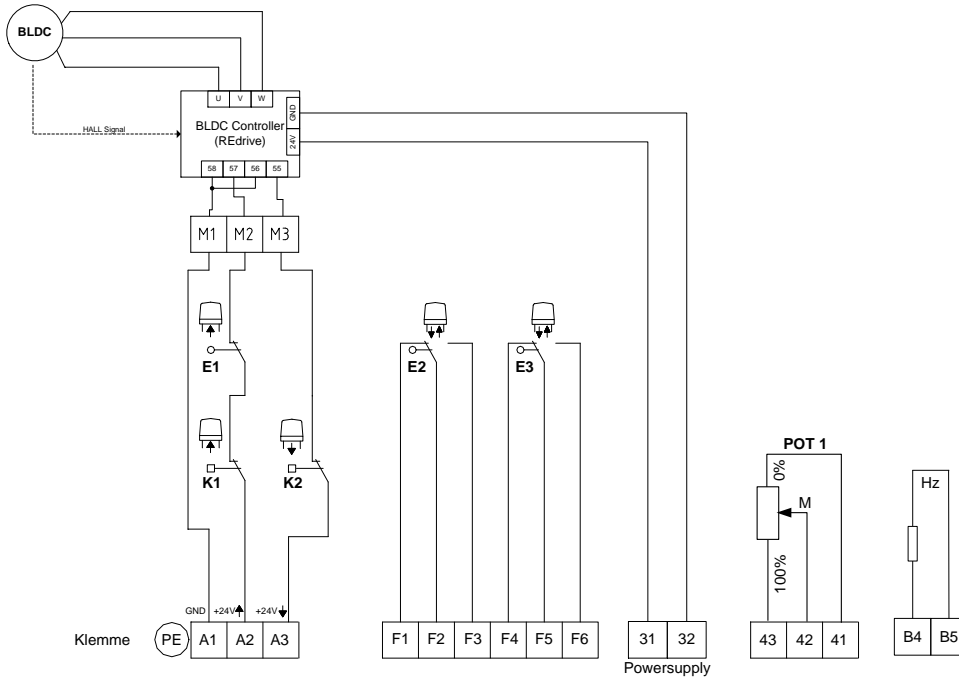 BLDC
U V W
GND
BLDC Controller
(REdrive)
24V
HALL Signal
58 57 56 55
M1 M2 M3
E1
E2
E3
K1
K2
POT 1
0%
M
100%
Hz
GND +24V +24V
Klemme PE A1 A2 A3 F1 F2 F3 F4 F5 F6 31 32 43 42 41 B4 B5
Powersupply